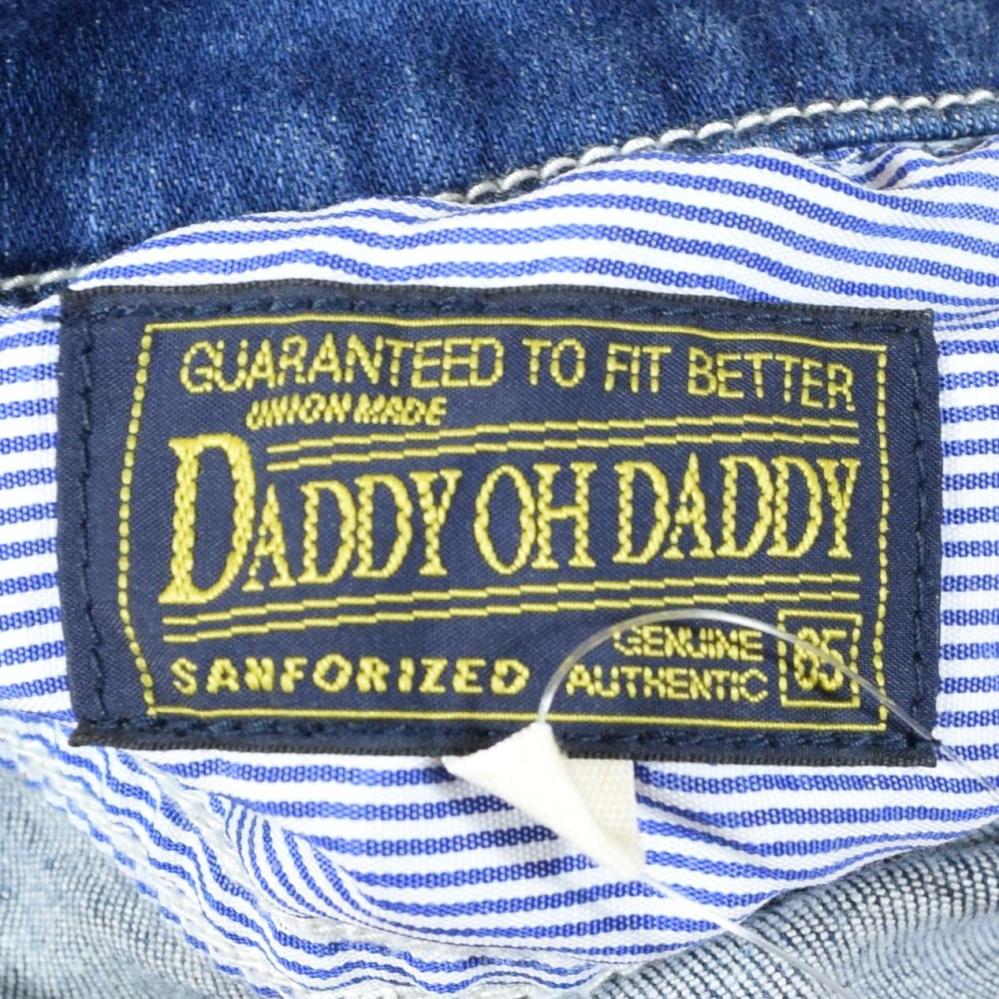 GUARANTEED TO FIT BETTER
UNION MADE
DADDY OH DADDY
SANFORIZED
GENUINE
AUTHENTIC
85